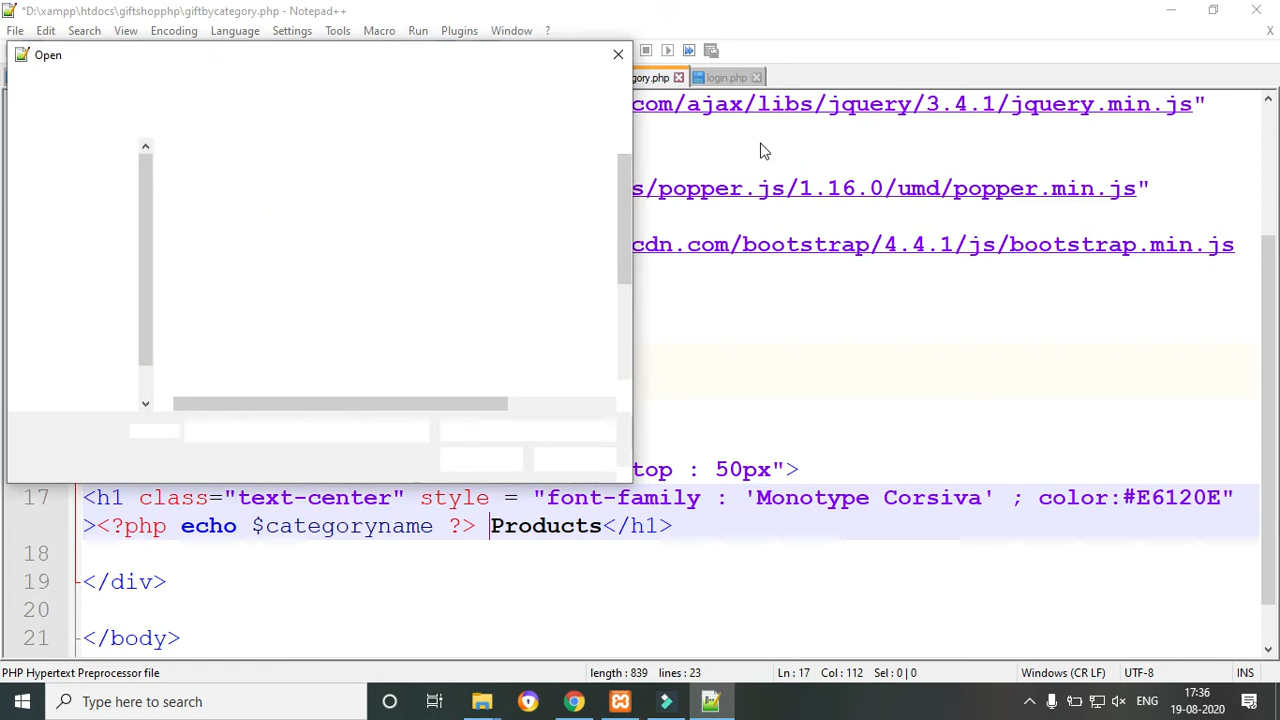 *D:\xampp\htdocs\giftshopphp\giftbycategory.php - Notepad++
File Edit Search View Encoding Language Settings Tools Macro Run Plugins Window ? X
Open
gory.php login.php
com/ajax/libs/jquery/3.4.1/jquery.min.js"
s/popper.js/1.16.0/umd/popper.min.js"
cdn.com/bootstrap/4.4.1/js/bootstrap.min.js
top : 50px">
17 <h1 class="text-center" style = "font-family : 'Monotype Corsiva' ; color:#E6120E"
><?php echo $categoryname ?> Products</h1>
18
19 </div>
20
21 </body>
PHP Hypertext Preprocessor file length : 839 lines : 23 Ln : 17 Col : 112 Sel : 0 | 0 Windows (CR LF) UTF-8 INS
Type here to search ENG 17:36
19-08-2020